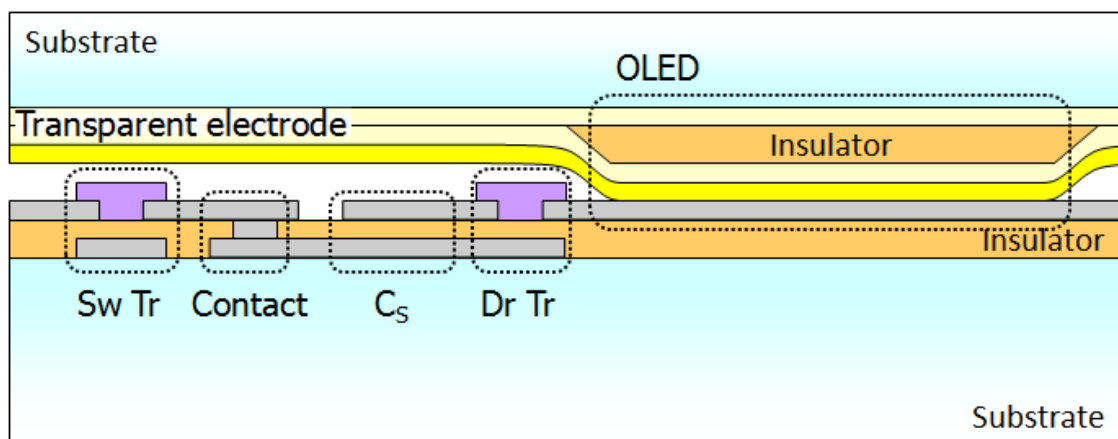 Substrate
OLED
Transparent electrode
Insulator
Insulator
Sw Tr
Contact
Cs
Dr Tr
Substrate